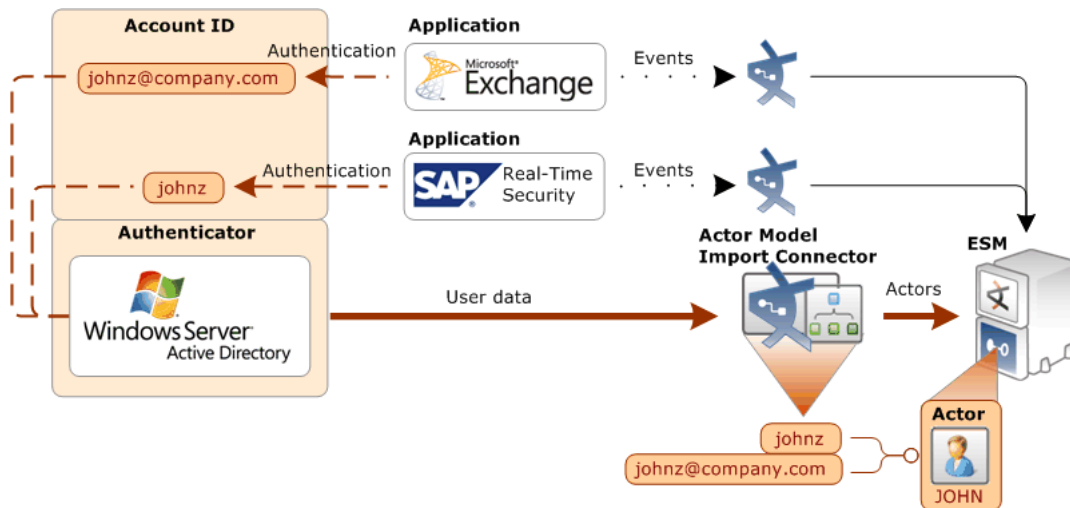 Account ID
johnz@company.com
Authentication
Application
Microsoft®
Exchange
Events
Application
johnz
Authentication
SAP®
Real-Time
Security
Events
Authenticator
Windows Server®
Active Directory
User data
Actor Model
Import Connector
Actors
ESM
johnz
johnz@company.com
Actor
JOHN